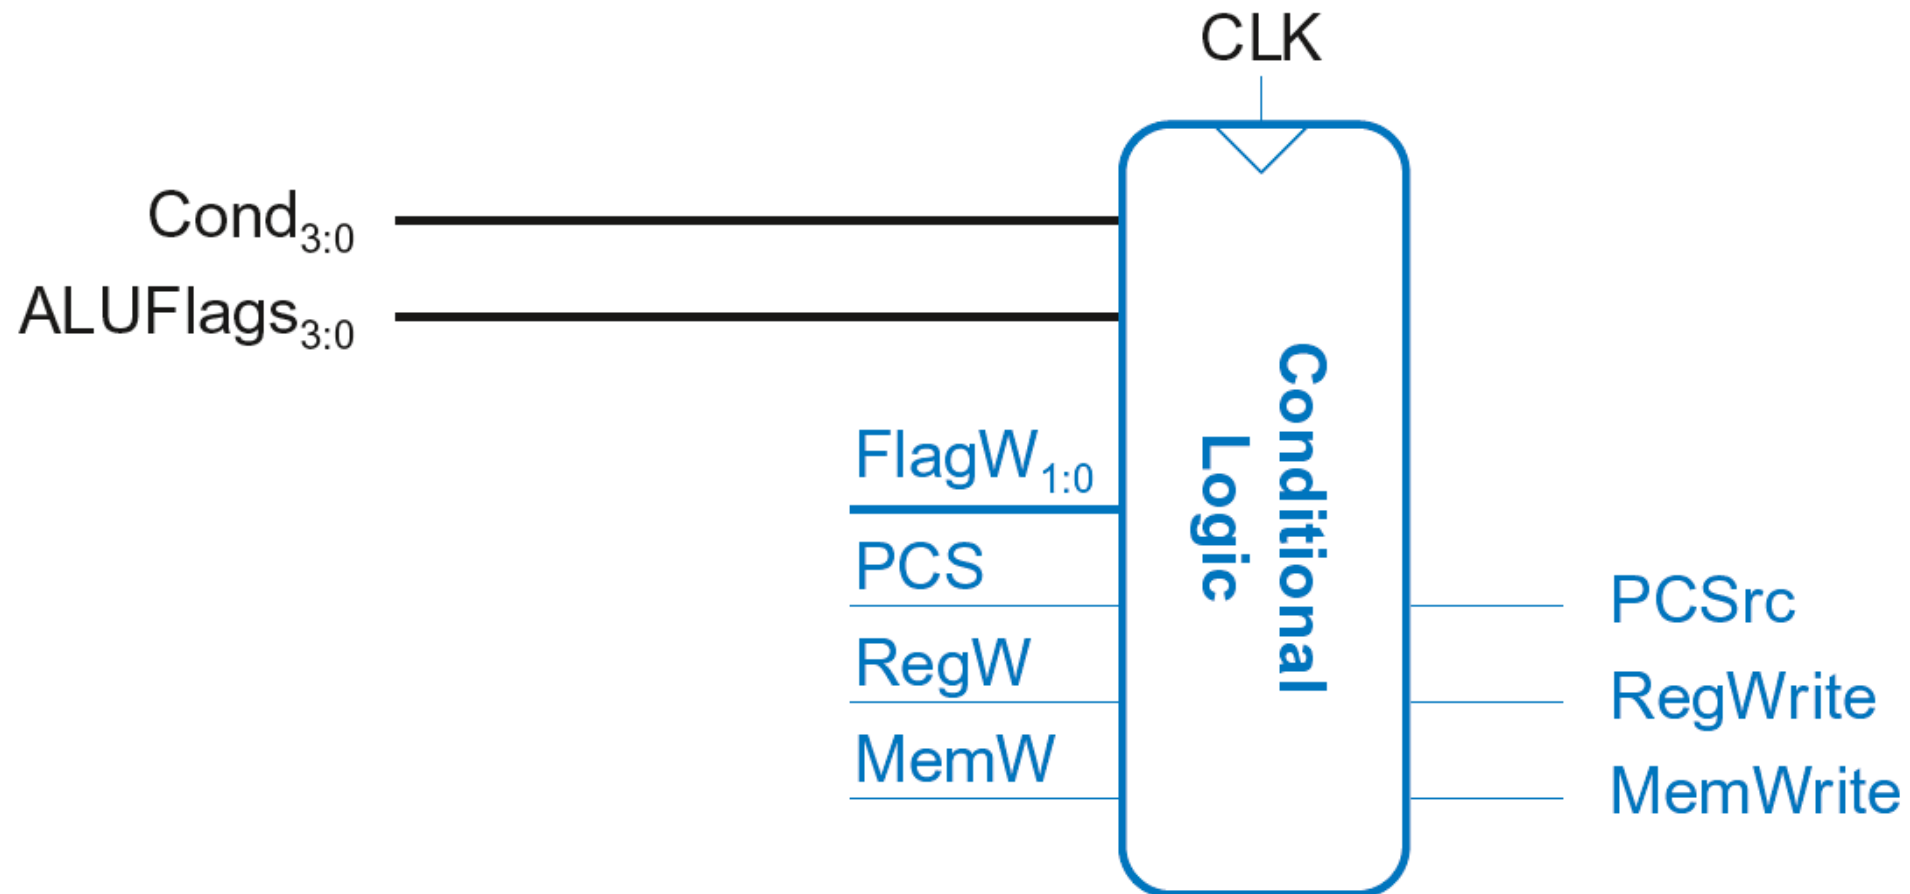 CLK
Cond3:0
ALUFlags3:0
FlagW1:0
PCS
RegW
MemW
Conditional
Logic
PCSrc
RegWrite
MemWrite